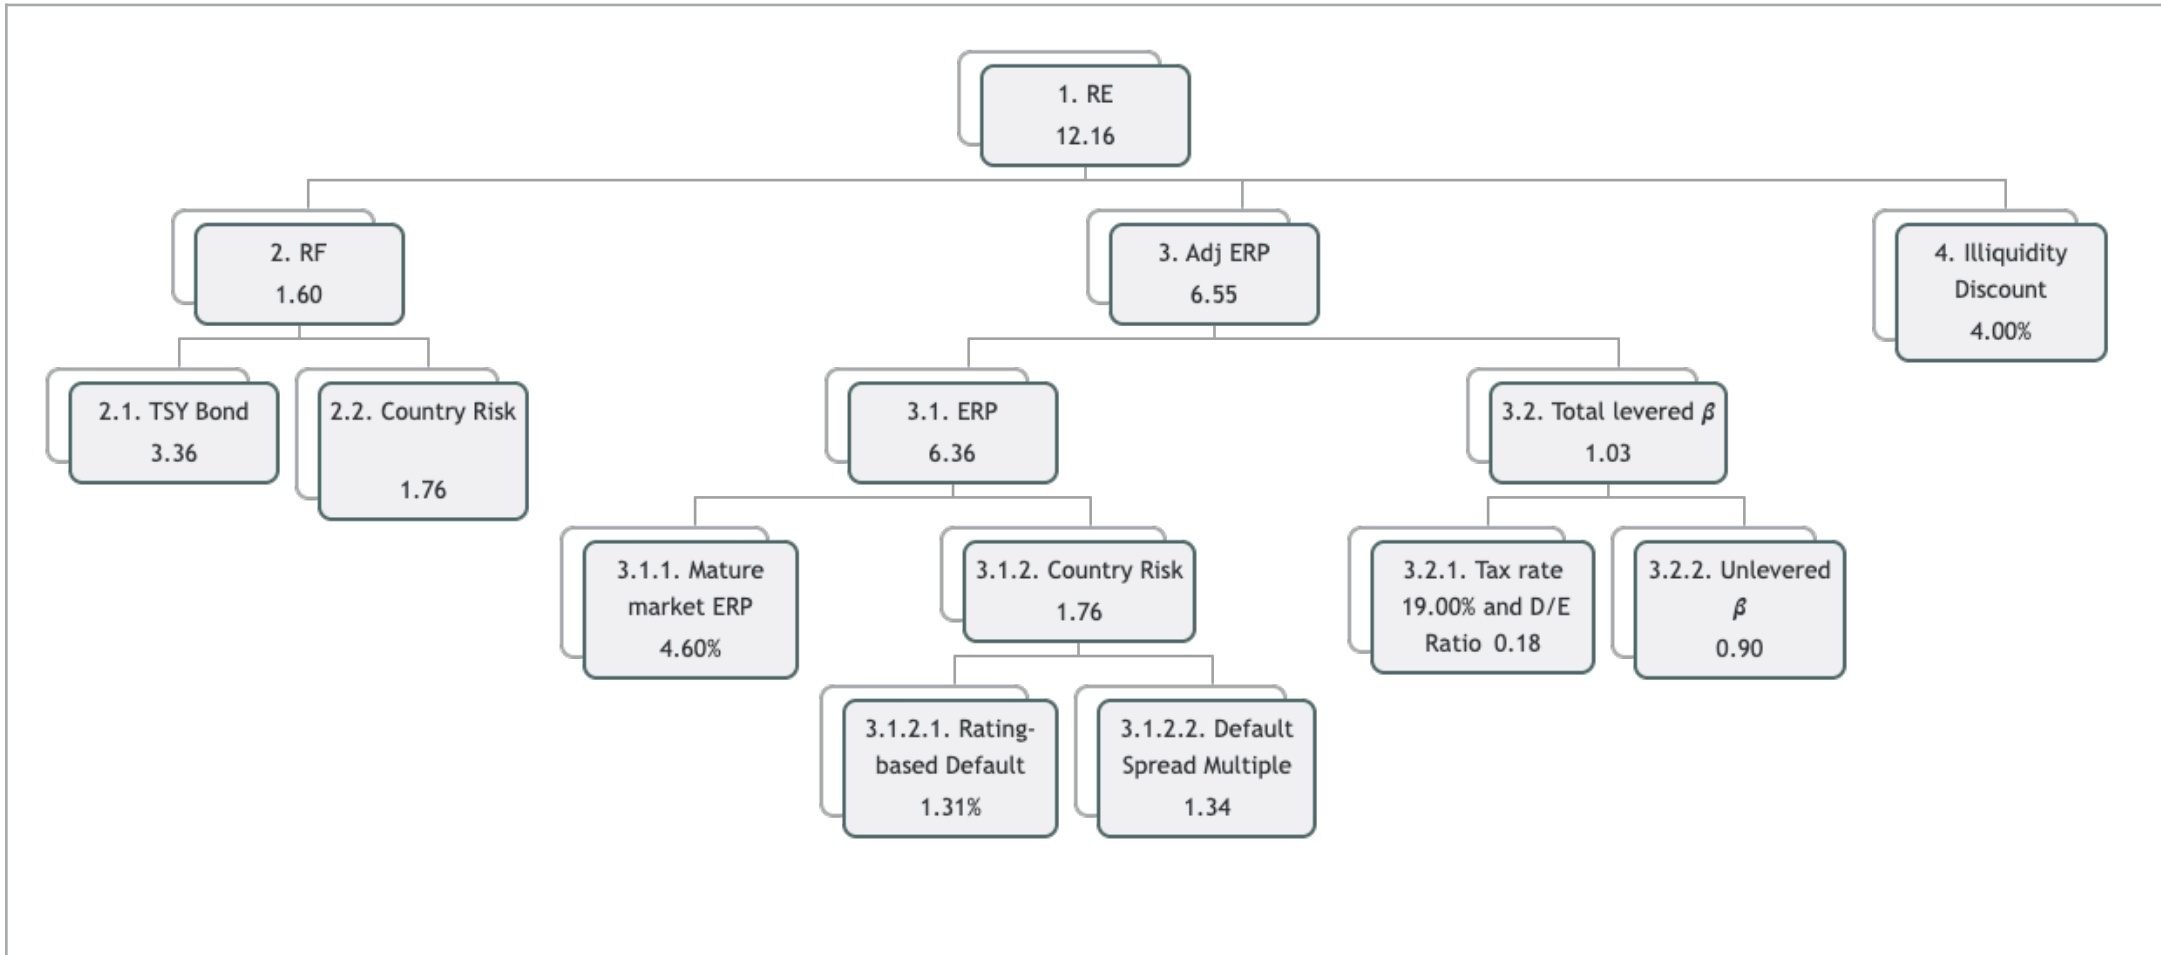 1. RE
12.16
2. RF
1.60
3. Adj ERP
6.55
4. Illiquidity
Discount
4.00%
2.1. TSY Bond
3.36
2.2. Country Risk
1.76
3.1. ERP
6.36
3.2. Total levered β
1.03
3.1.1. Mature
market ERP
4.60%
3.1.2. Country Risk
1.76
3.2.1. Tax rate
19.00% and D/E
Ratio 0.18
3.2.2. Unlevered
β
0.90
3.1.2.1. Rating-
based Default
1.31%
3.1.2.2. Default
Spread Multiple
1.34